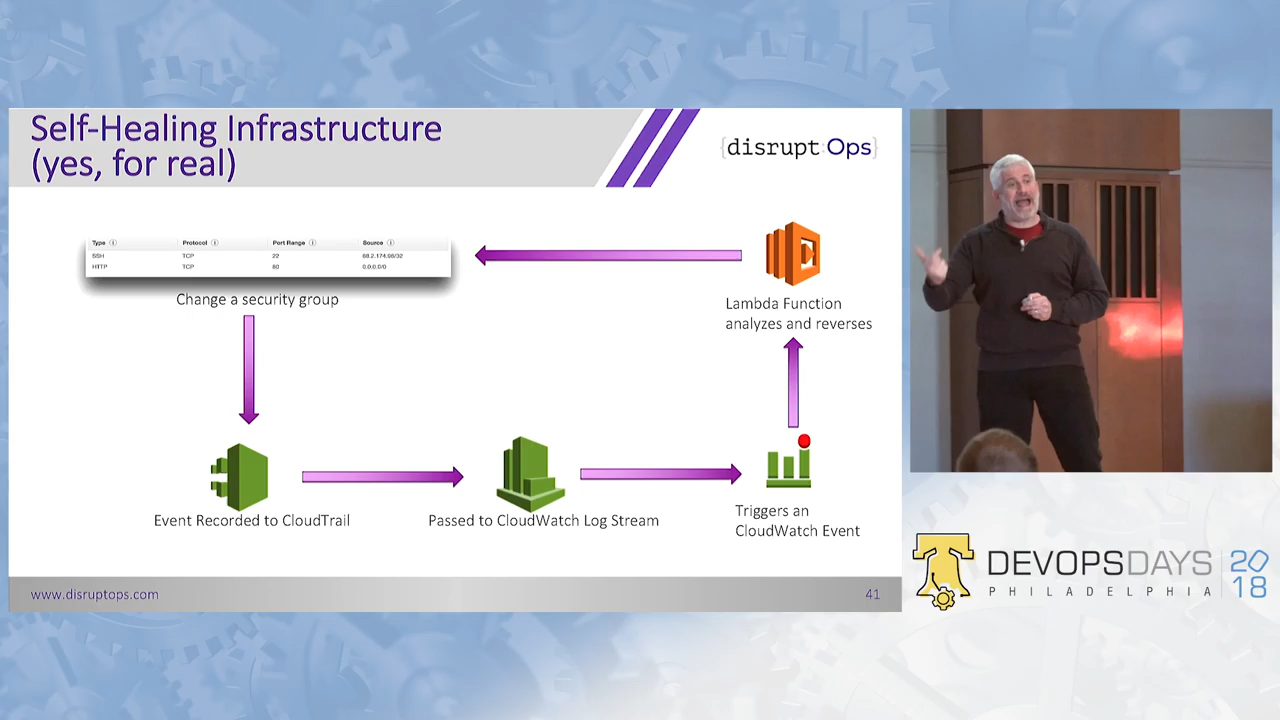 Self-Healing Infrastructure
(yes, for real)
{disrupt:Ops}
Type Protocol Port Range Source
SSH TCP 22 68.2.174.98/32
HTTP TCP 80 0.0.0.0/0
Change a security group
Lambda Function
analyzes and reverses
Event Recorded to CloudTrail
Passed to CloudWatch Log Stream
Triggers an
CloudWatch Event
www.disruptops.com
41
DEVOPSDAYS
PHILADELPHIA
2018